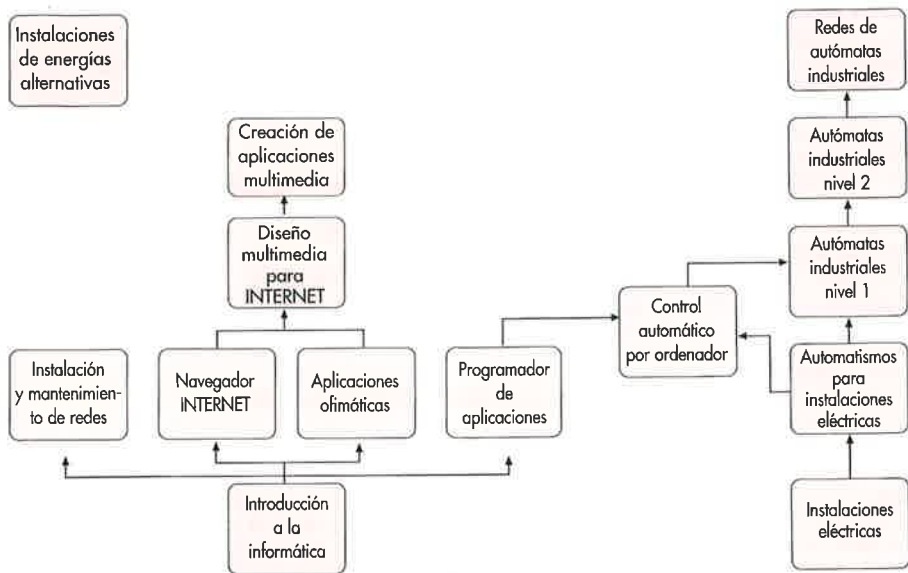 Instalaciones
de energías
alternativas
Redes de
autómatas
industriales
Creación de
aplicaciones
multimedia
Autómatas
industriales
nivel 2
Diseño
multimedia
para
INTERNET
Autómatas
industriales
nivel 1
Control
automático
por ordenador
Instalación
y mantenimien-
to de redes
Navegador
INTERNET
Aplicaciones
ofimáticas
Programador
de
aplicaciones
Automatismos
para
instalaciones
eléctricas
Introducción
a la
informática
Instalaciones
eléctricas